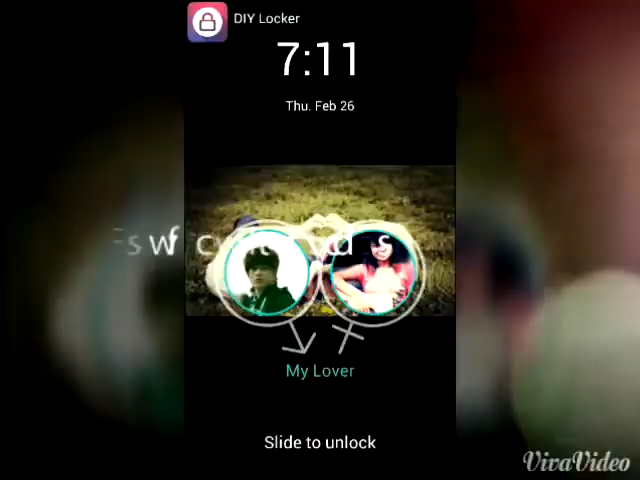 DIY Locker
7:11
Thu. Feb 26
My Lover
Slide to unlock
VivaVideo